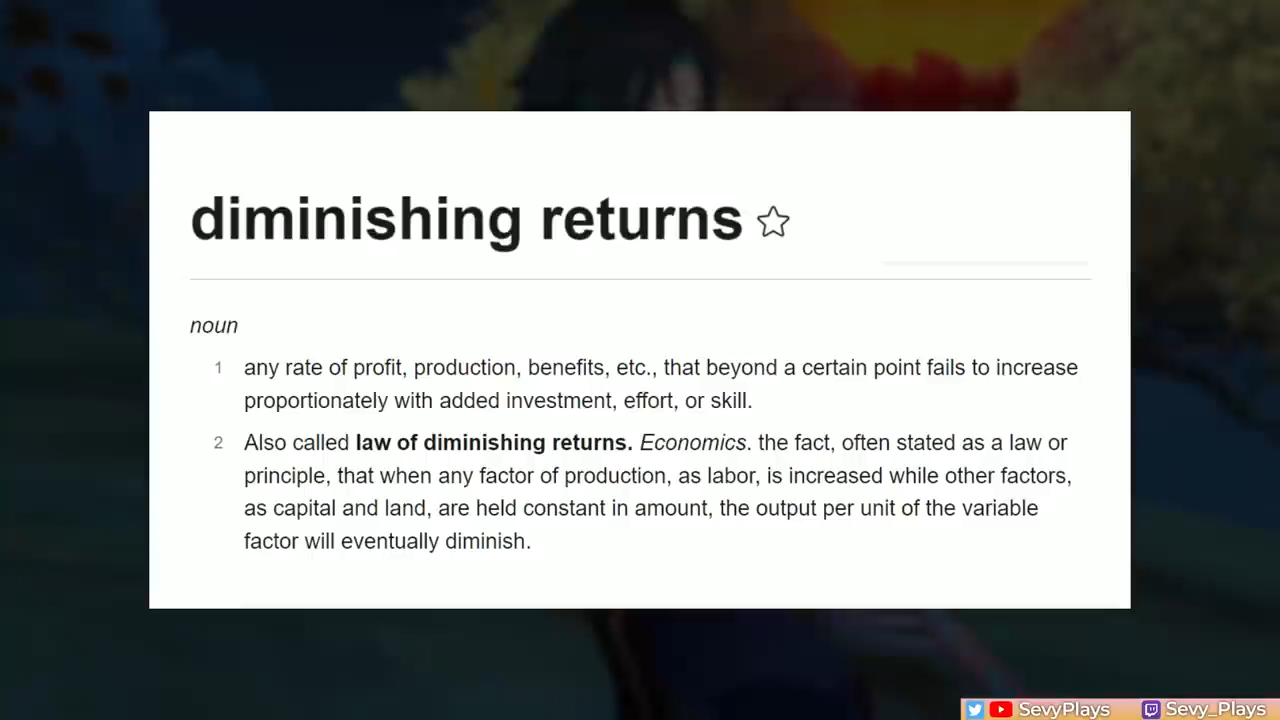 diminishing returns
noun
1 any rate of profit, production, benefits, etc., that beyond a certain point fails to increase
proportionately with added investment, effort, or skill.
2 Also called law of diminishing returns. Economics. the fact, often stated as a law or
principle, that when any factor of production, as labor, is increased while other factors,
as capital and land, are held constant in amount, the output per unit of the variable
factor will eventually diminish.
SevyPlays Sevy_Plays